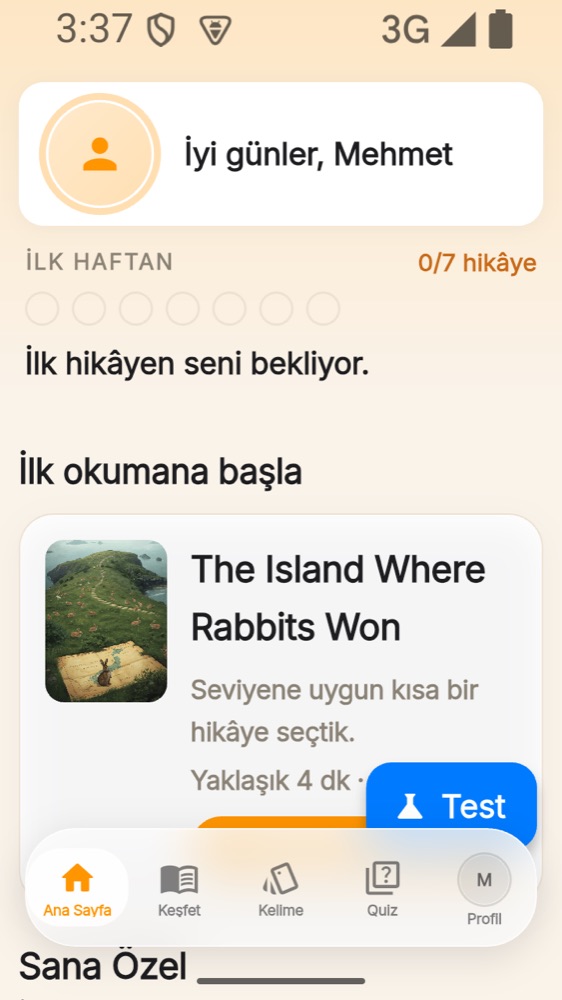 3:37
3G
İyi günler, Mehmet
İLK HAFTAN
0/7 hikâye
İlk hikâyen seni bekliyor.
İlk okumana başla
The Island Where
Rabbits Won
Seviyene uygun kısa bir
hikâye seçtik.
Yaklaşık 4 dk ·
Test
Ana Sayfa
Keşfet
Kelime
Quiz
M
Profil
Sana Özel